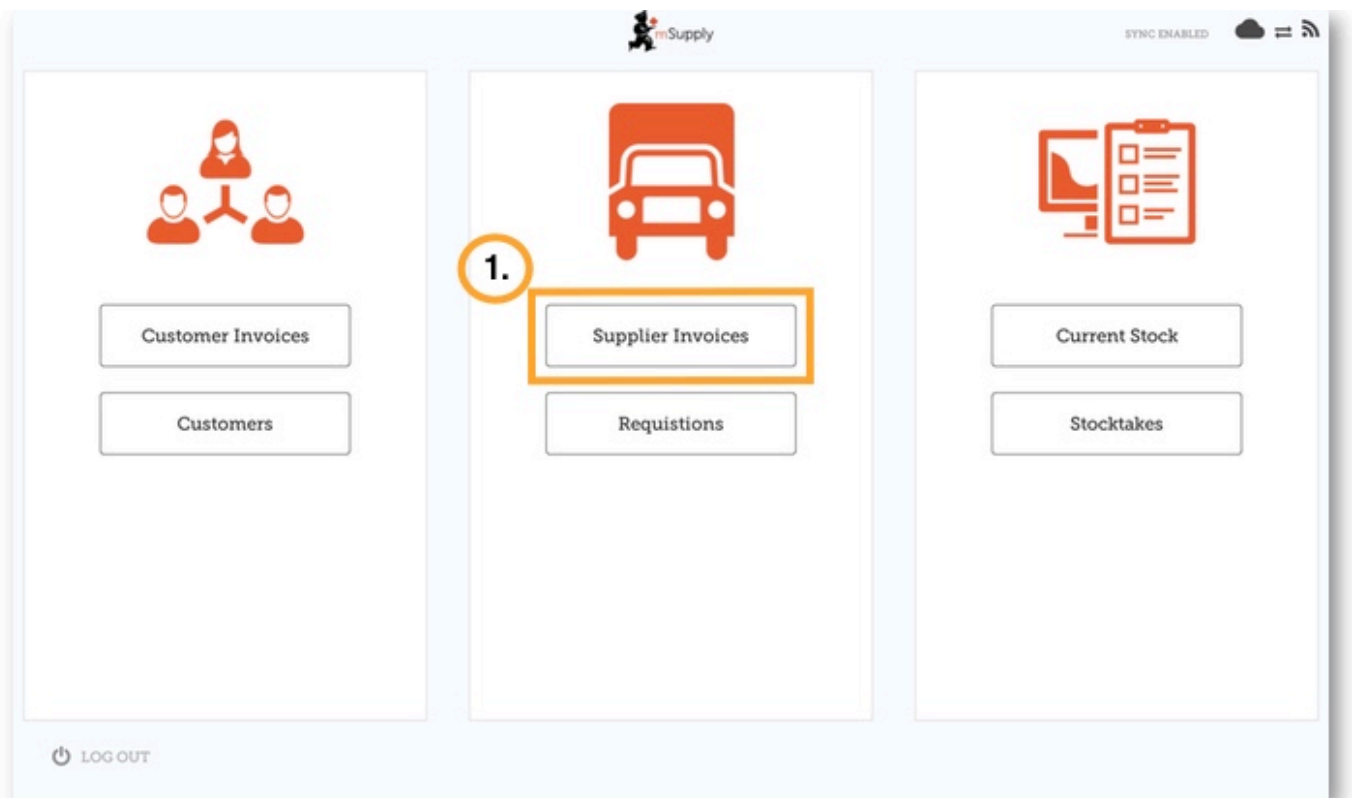 mSupply
SYNC ENABLED
1.
Customer Invoices
Supplier Invoices
Current Stock
Customers
Requistions
Stocktakes
LOG OUT